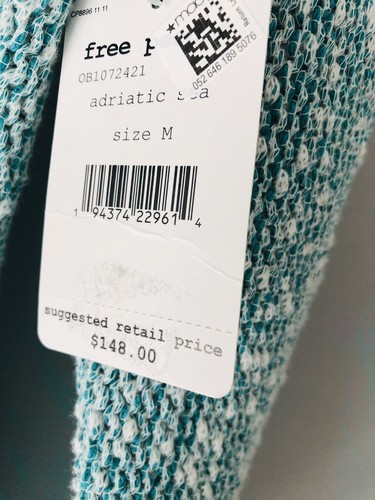 CP8896 11 11
free p
OB1072421
adriatic
size M
1 94374 22961 4
052 646 189 5076
suggested retail price
$148.00